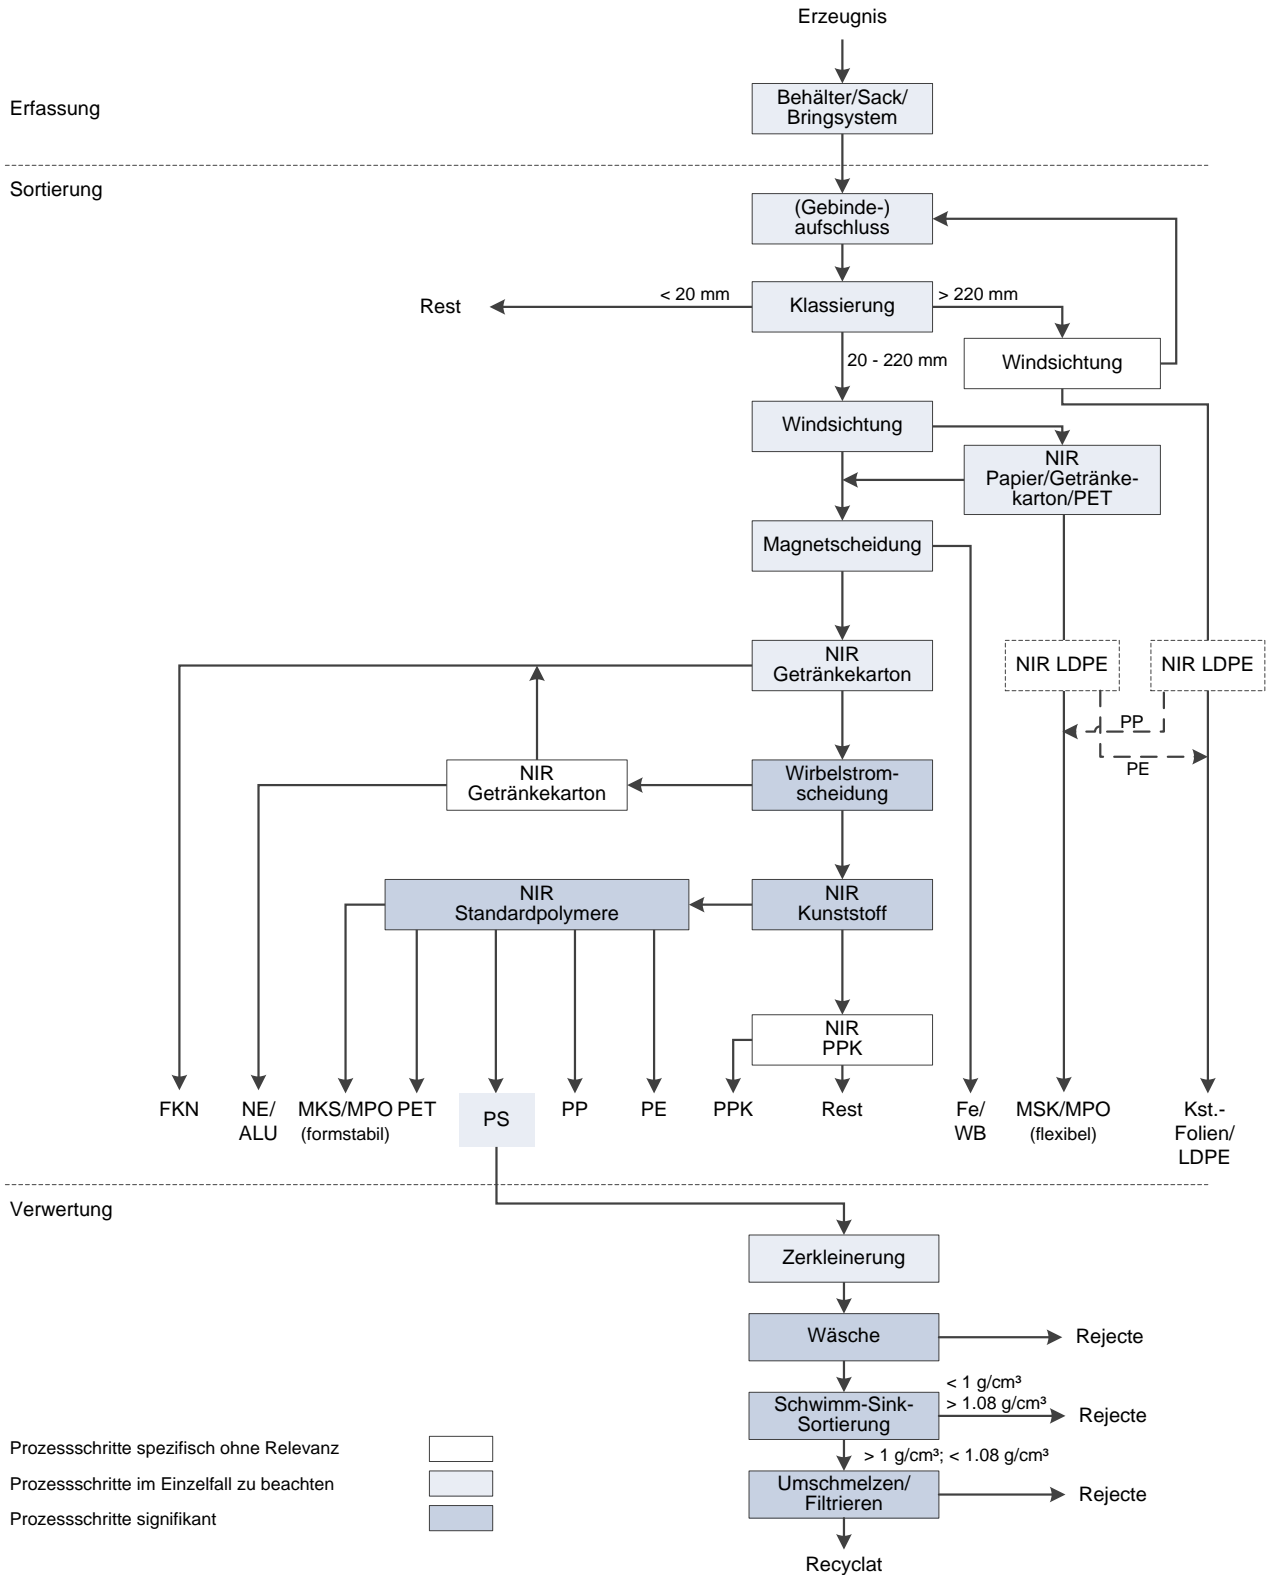 Erzeugnis
Erfassung
Behälter/Sack/
Bringsystem
Sortierung
(Gebinde-)
aufschluss
Rest
< 20 mm
Klassierung
> 220 mm
20 - 220 mm
Windsichtung
Windsichtung
NIR
Papier/Getränke-
karton/PET
Magnetscheidung
NIR
Getränkekarton
NIR LDPE
NIR LDPE
PP
PE
NIR
Getränkekarton
Wirbelstrom-
scheidung
NIR
Standardpolymere
NIR
Kunststoff
NIR
PPK
FKN
NE/
ALU
MKS/MPO
(formstabil)
PET
PS
PP
PE
PPK
Rest
Fe/
WB
MSK/MPO
(flexibel)
Kst.-
Folien/
LDPE
Verwertung
Zerkleinerung
Wäsche
Rejecte
Schwimm-Sink-
Sortierung
< 1 g/cm³
> 1.08 g/cm³
Rejecte
> 1 g/cm³; < 1.08 g/cm³
Umschmelzen/
Filtrieren
Rejecte
Recyclat
Prozessschritte spezifisch ohne Relevanz
Prozessschritte im Einzelfall zu beachten
Prozessschritte signifikant